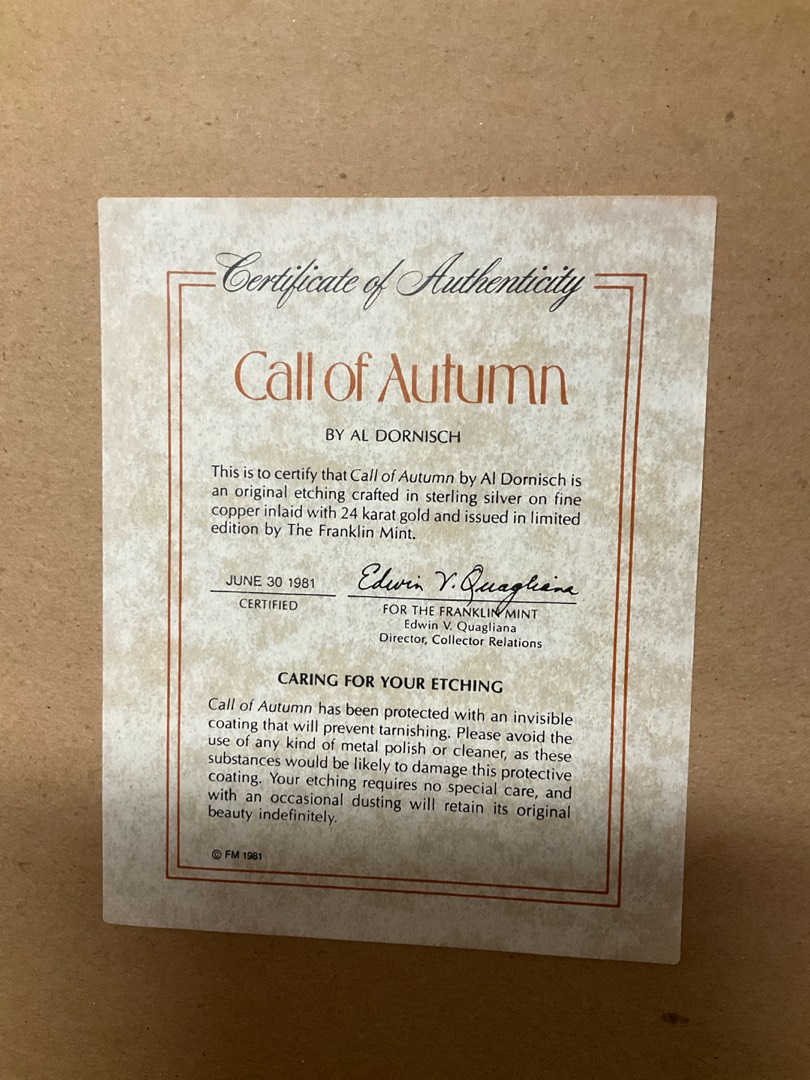 Certificate of Authenticity
Call of Autumn
BY AL DORNISCH
This is to certify that Call of Autumn by Al Dornisch is
an original etching crafted in sterling silver on fine
copper inlaid with 24 karat gold and issued in limited
edition by The Franklin Mint.
JUNE 30 1981
CERTIFIED
Edwin V. Quagliana
FOR THE FRANKLIN MINT
Edwin V. Quagliana
Director, Collector Relations
CARING FOR YOUR ETCHING
Call of Autumn has been protected with an invisible
coating that will prevent tarnishing. Please avoid the
use of any kind of metal polish or cleaner, as these
substances would be likely to damage this protective
coating. Your etching requires no special care, and
with an occasional dusting will retain its original
beauty indefinitely.
© FM 1981